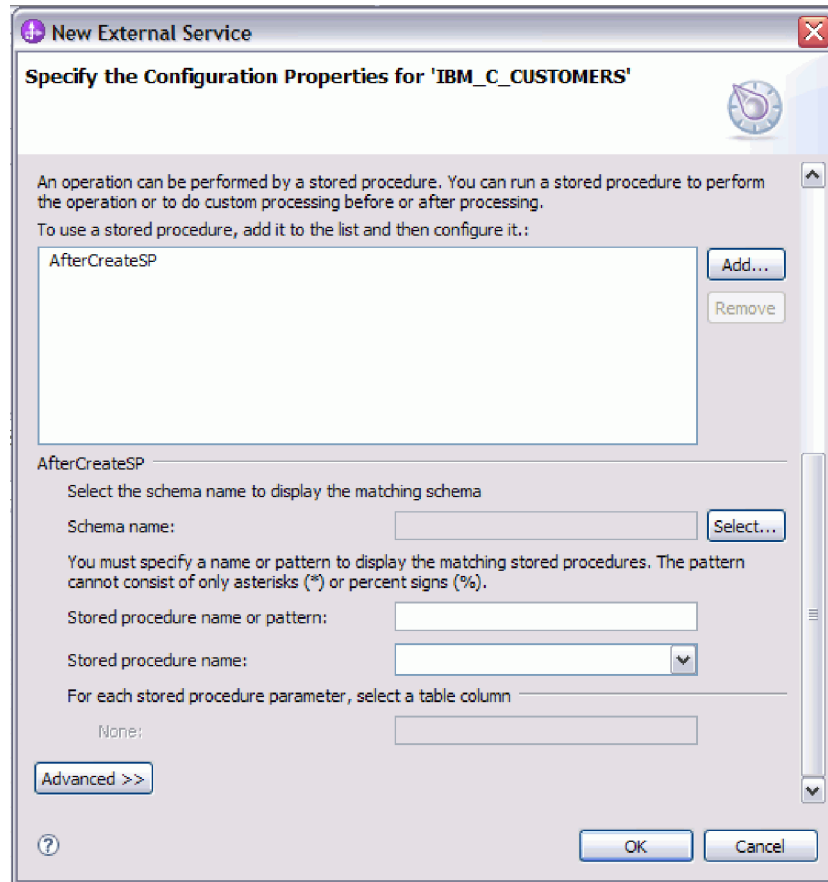 New External Service
Specify the Configuration Properties for 'IBM_C_CUSTOMERS'
An operation can be performed by a stored procedure. You can run a stored procedure to perform
the operation or to do custom processing before or after processing.
To use a stored procedure, add it to the list and then configure it.:
AfterCreateSP
Add...
Remove
AfterCreateSP
Select the schema name to display the matching schema
Schema name:
Select...
You must specify a name or pattern to display the matching stored procedures. The pattern
cannot consist of only asterisks (*) or percent signs (%).
Stored procedure name or pattern:
Stored procedure name:
For each stored procedure parameter, select a table column
None:
Advanced >>
?
OK
Cancel